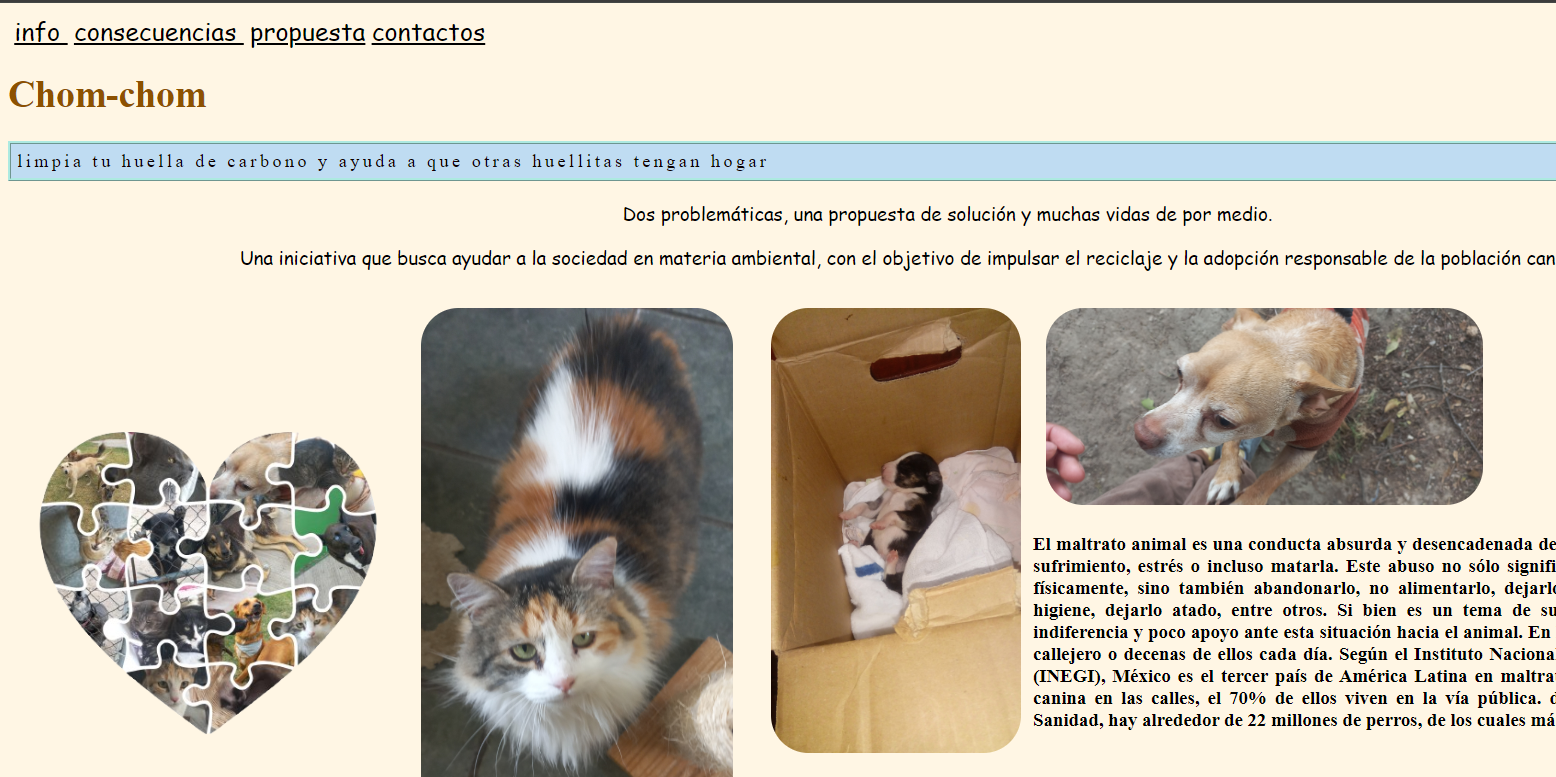 info consecuencias propuesta contactos
Chom-chom
limpia tu huella de carbono y ayuda a que otras huellitas tengan hogar
Dos problemáticas, una propuesta de solución y muchas vidas de por medio.
Una iniciativa que busca ayudar a la sociedad en materia ambiental, con el objetivo de impulsar el reciclaje y la adopción responsable de la población can
El maltrato animal es una conducta absurda y desencadenada de
sufrimiento, estrés o incluso matarla. Este abuso no sólo signifi
físicamente, sino también abandonarlo, no alimentarlo, dejarlo
higiene, dejarlo atado, entre otros. Si bien es un tema de su
indiferencia y poco apoyo ante esta situación hacia el animal. En
callejero o decenas de ellos cada día. Según el Instituto Nacional
(INEGI), México es el tercer país de América Latina en maltrat
canina en las calles, el 70% de ellos viven en la vía pública. d
Sanidad, hay alrededor de 22 millones de perros, de los cuales má